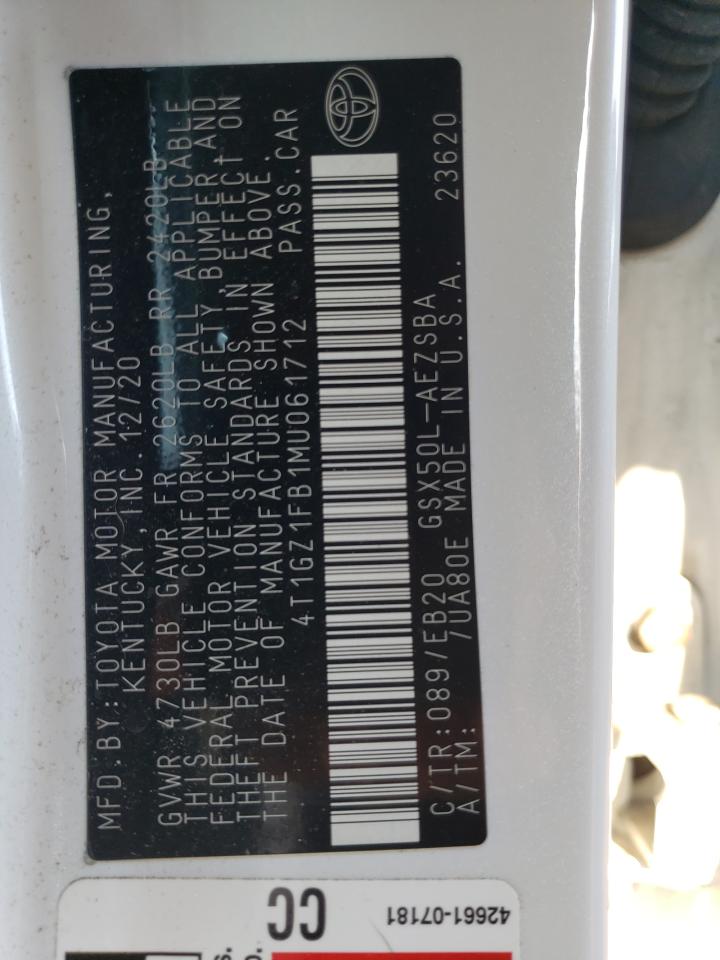 MFD.BY:TOYOTA MOTOR MANUFACTURING,
KENTUCKY,INC. 12/20
GVWR 4730LB GAWR FR 2620LB RR 2420LB
THIS VEHICLE CONFORMS TO ALL APPLICABLE
FEDERAL MOTOR VEHICLE SAFETY,BUMPER,AND
THEFT PREVENTION STANDARDS IN EFFECT ON
THE DATE OF MANUFACTURE SHOWN ABOVE.
4T1GZ1FB1MU061712 PASS.CAR
C/TR:089/EB20 GSX50L-AEZSBA
A/TM: /UA80E MADE IN U.S.A. 23620
CC
42661-07181